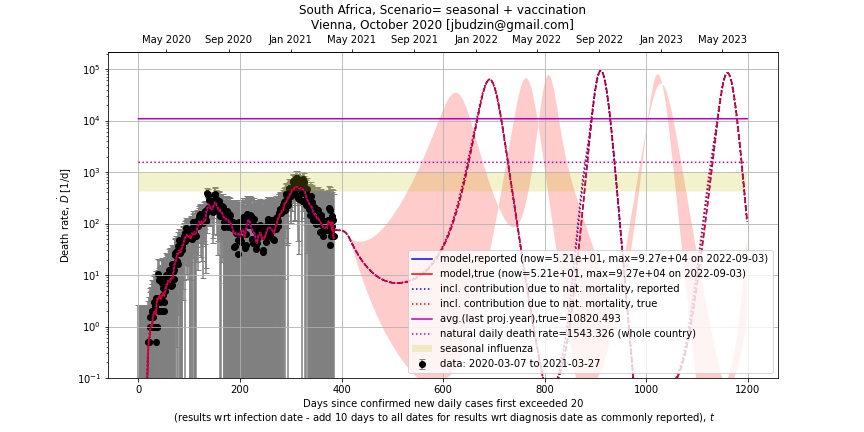 South Africa, Scenario= seasonal + vaccination
Vienna, October 2020 [jbudzin@gmail.com]
May 2020 Sep 2020 Jan 2021 May 2021 Sep 2021 Jan 2022 May 2022 Sep 2022 Jan 2023 May 2023
10⁵
10⁴
10³
10²
10¹
10⁰
10⁻¹
Death rate, D [1/d]
model,reported (now=5.21e+01, max=9.27e+04 on 2022-09-03)
model,true (now=5.21e+01, max=9.27e+04 on 2022-09-03)
incl. contribution due to nat. mortality, reported
incl. contribution due to nat. mortality, true
avg.(last proj.year),true=10820.493
natural daily death rate=1543.326 (whole country)
seasonal influenza
data: 2020-03-07 to 2021-03-27
0 200 400 600 800 1000 1200
Days since confirmed new daily cases first exceeded 20
(results wrt infection date - add 10 days to all dates for results wrt diagnosis date as commonly reported), t